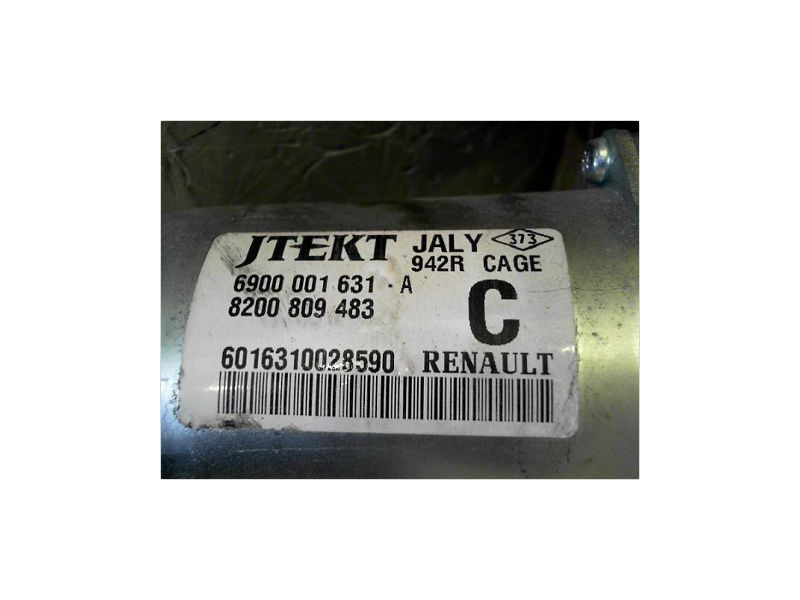 JTEKT JALY 373
942R CAGE
6900 001 631 - A
8200 809 483
C
6016310028590 RENAULT